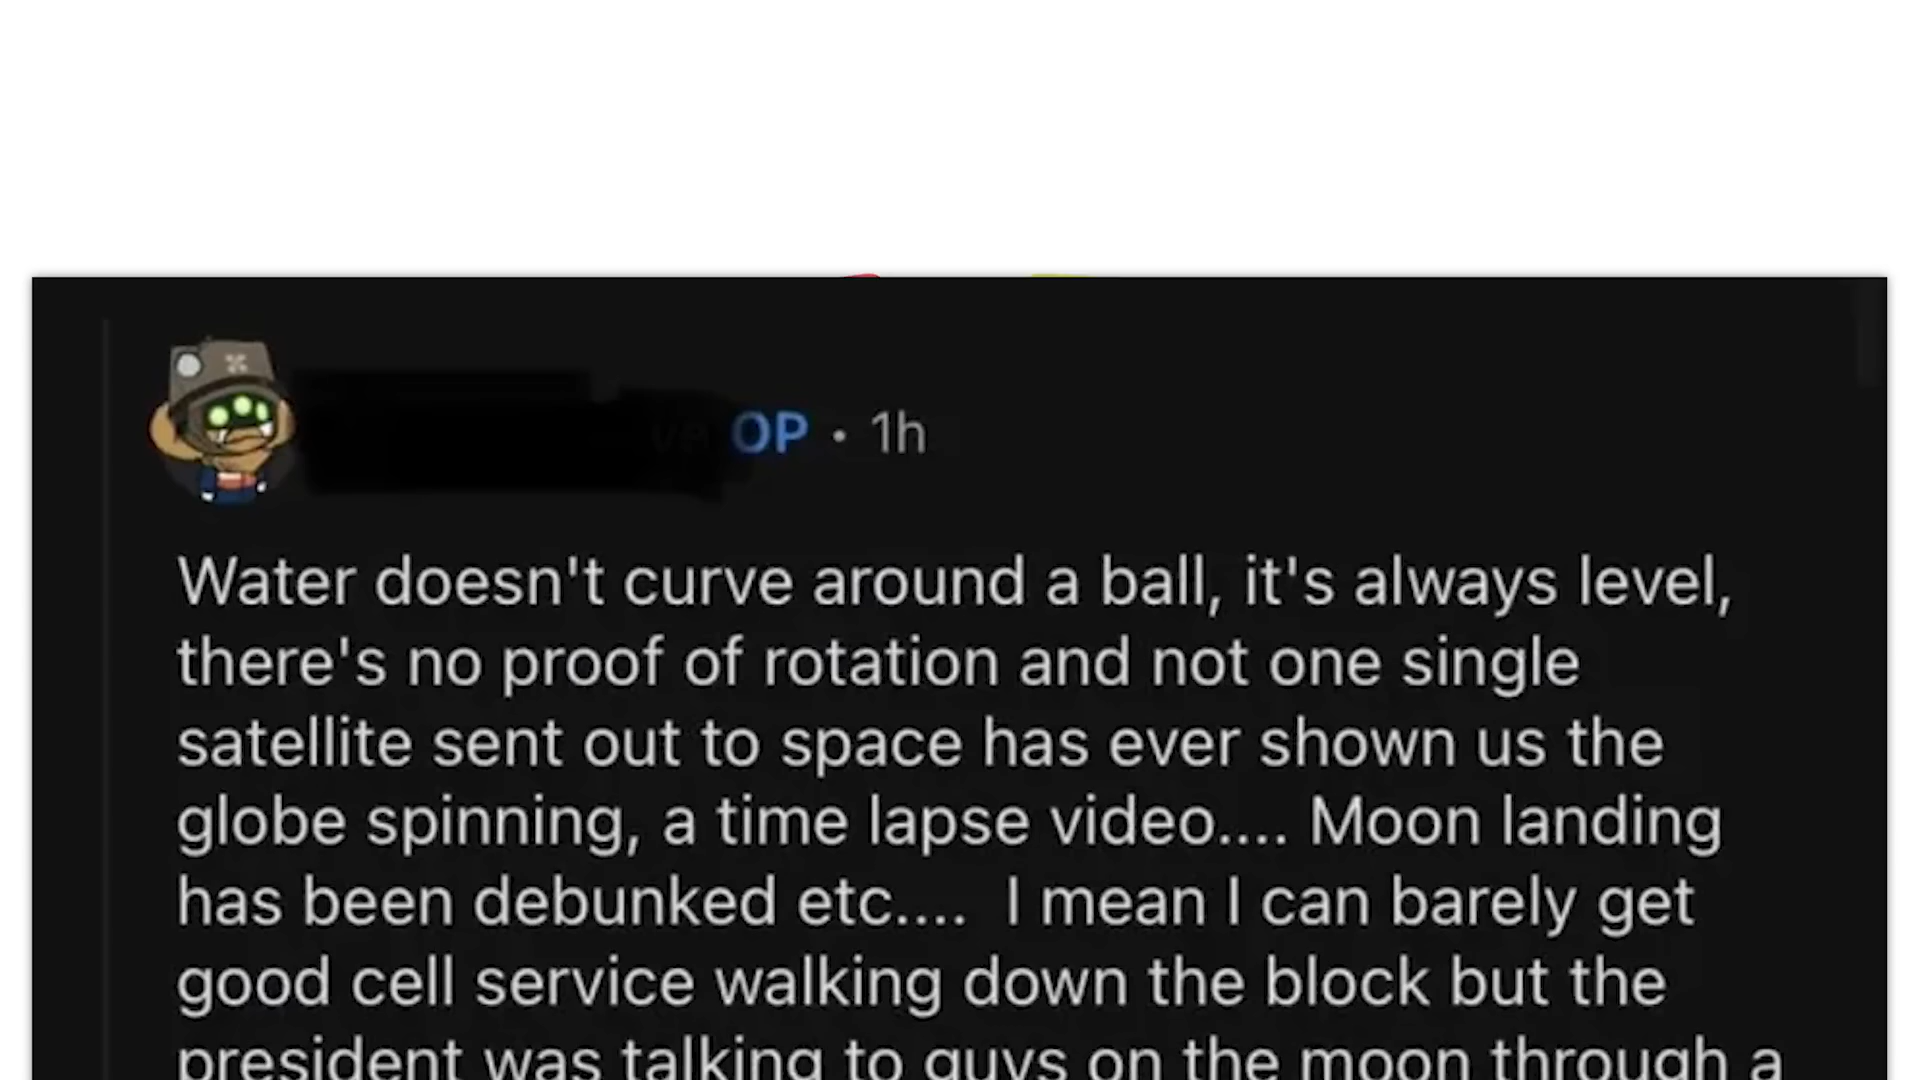 OP • 1h
Water doesn't curve around a ball, it's always level,
there's no proof of rotation and not one single
satellite sent out to space has ever shown us the
globe spinning, a time lapse video.... Moon landing
has been debunked etc.... I mean I can barely get
good cell service walking down the block but the
president was talking to guys on the moon through a